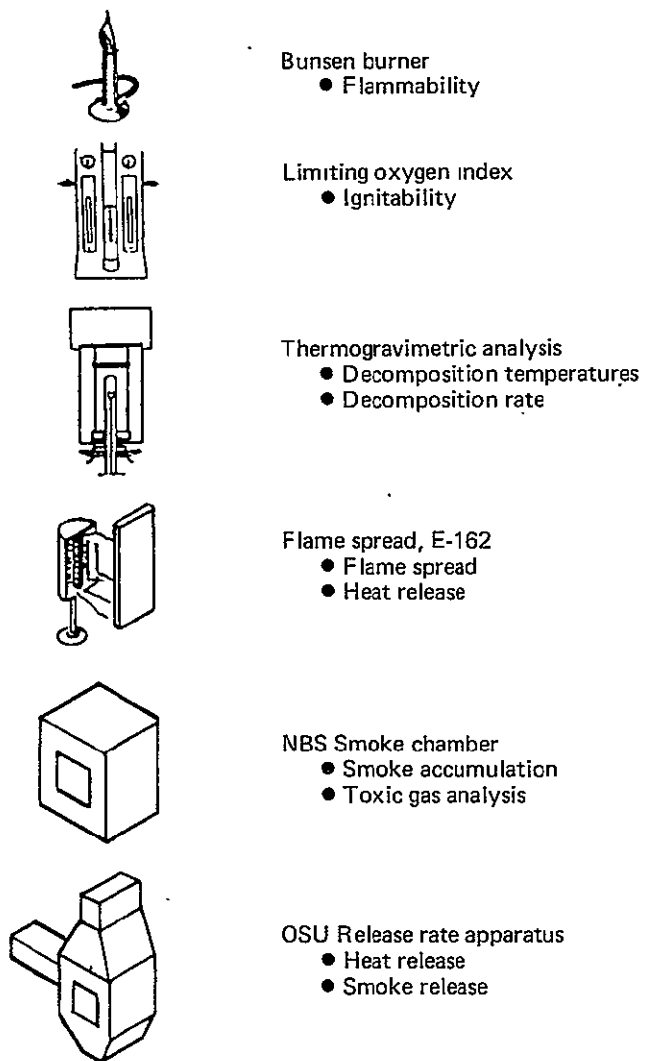 Bunsen burner
● Flammability
Limiting oxygen index
● Ignitability
Thermogravimetric analysis
● Decomposition temperatures
● Decomposition rate
Flame spread, E-162
● Flame spread
● Heat release
NBS Smoke chamber
● Smoke accumulation
● Toxic gas analysis
OSU Release rate apparatus
● Heat release
● Smoke release